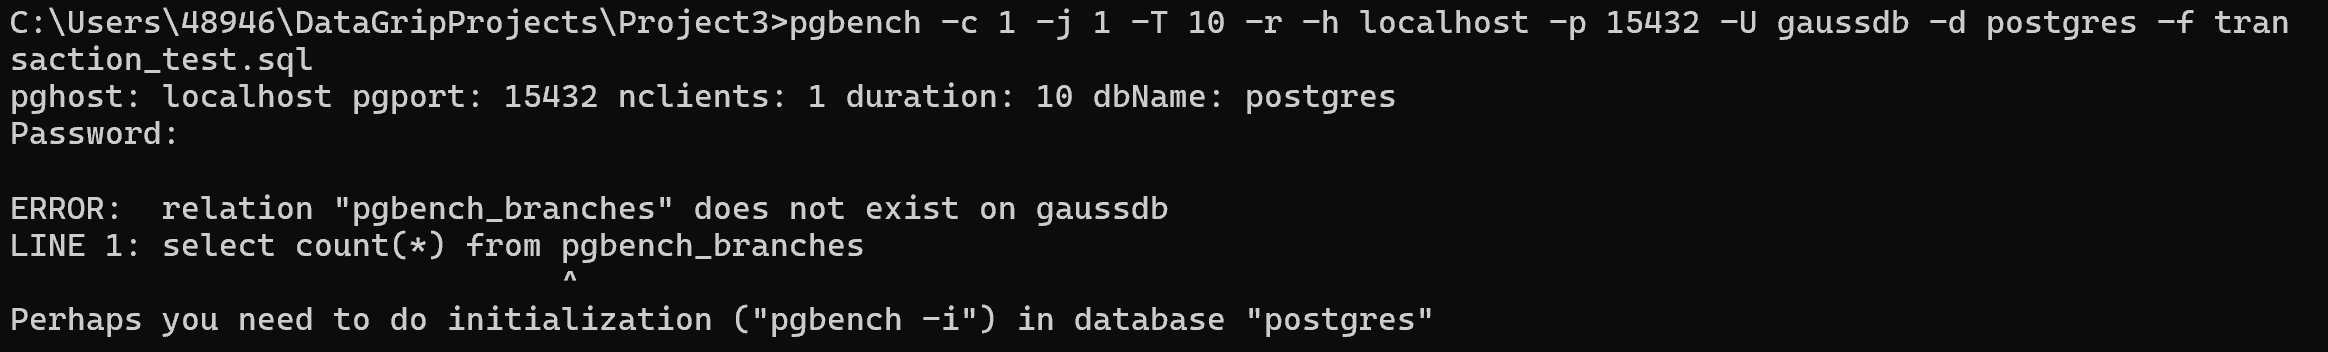 C:\Users\48946\DataGripProjects\Project3>pgbench -c 1 -j 1 -T 10 -r -h localhost -p 15432 -U gaussdb -d postgres -f tran
saction_test.sql
pghost: localhost pgport: 15432 nclients: 1 duration: 10 dbName: postgres
Password:
ERROR:  relation "pgbench_branches" does not exist on gaussdb
LINE 1: select count(*) from pgbench_branches
                             ^
Perhaps you need to do initialization ("pgbench -i") in database "postgres"